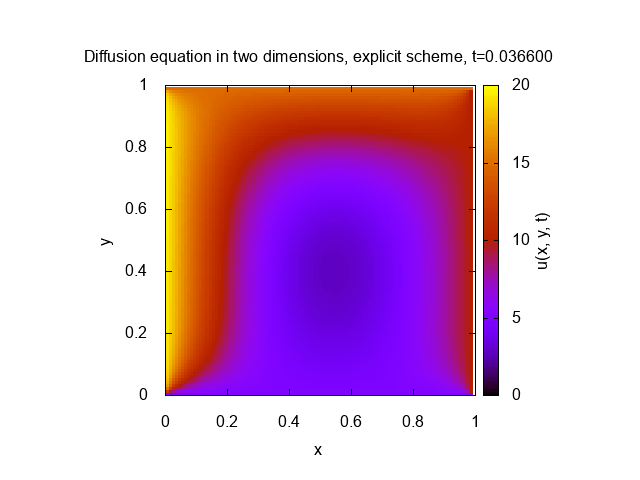 Diffusion equation in two dimensions, explicit scheme, t=0.036600
1
0.8
0.6
0.4
0.2
0
y
0 0.2 0.4 0.6 0.8 1
x
20
15
10
5
0
u(x, y, t)